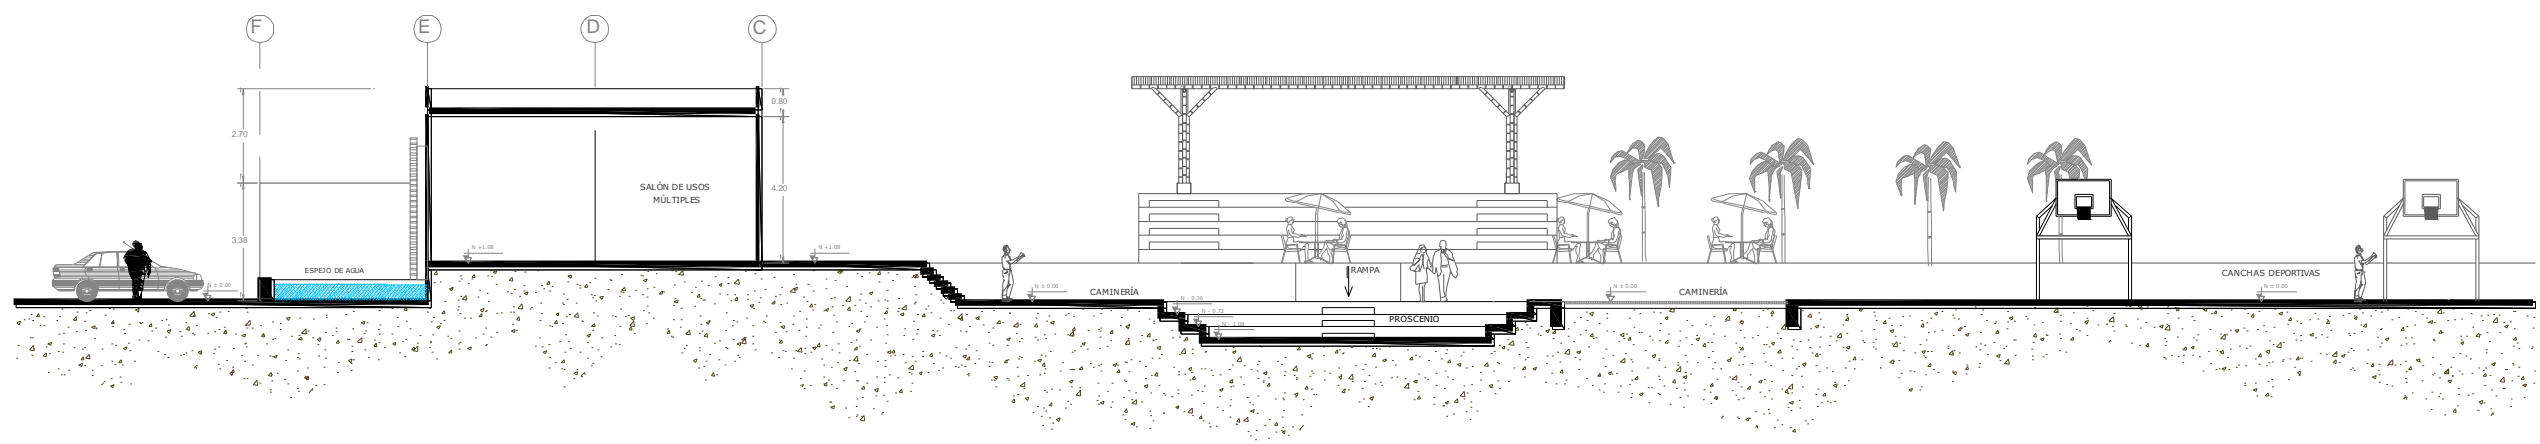 F
E
D
C
2.70
3.38
0.80
4.20
SALÓN DE USOS
MÚLTIPLES
N +1.08
N +1.08
ESPEJO DE AGUA
N ± 0.00
CAMINERÍA
N ± 0.00
RAMPA
PROSCENIO
N - 0.36
N - 0.72
N - 1.08
CAMINERÍA
N ± 0.00
CANCHAS DEPORTIVAS
N ± 0.00